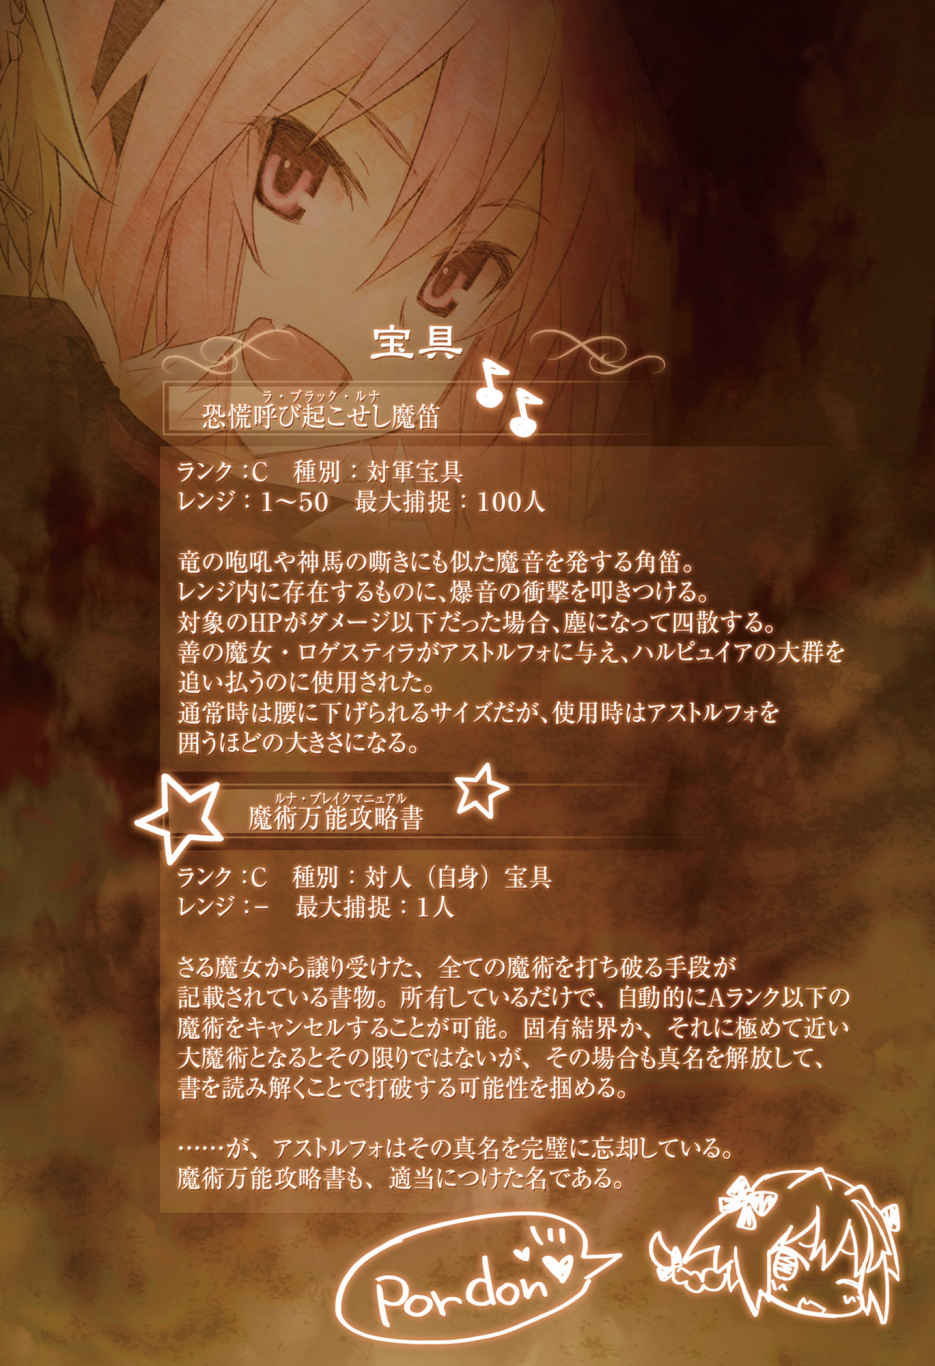 宝具
ラ・ブラック・ルナ
恐慌呼び起こせし魔笛
ランク：C　種別：対軍宝具
レンジ：1～50　最大捕捉：100人
竜の咆吼や神馬の嘶きにも似た魔音を発する角笛。
レンジ内に存在するものに、爆音の衝撃を叩きつける。
対象のHPがダメージ以下だった場合、塵になって四散する。
善の魔女・ロゲスティラがアストルフォに与え、ハルピュイアの大群を
追い払うのに使用された。
通常時は腰に下げられるサイズだが、使用時はアストルフォを
囲うほどの大きさになる。
ルナ・ブレイクマニュアル
魔術万能攻略書
ランク：C　種別：対人（自身）宝具
レンジ：−　最大捕捉：1人
さる魔女から譲り受けた、全ての魔術を打ち破る手段が
記載されている書物。所有しているだけで、自動的にAランク以下の
魔術をキャンセルすることが可能。固有結界か、それに極めて近い
大魔術となるとその限りではないが、その場合も真名を解放して、
書を読み解くことで打破する可能性を掴める。
……が、アストルフォはその真名を完璧に忘却している。
魔術万能攻略書も、適当につけた名である。
Pordon